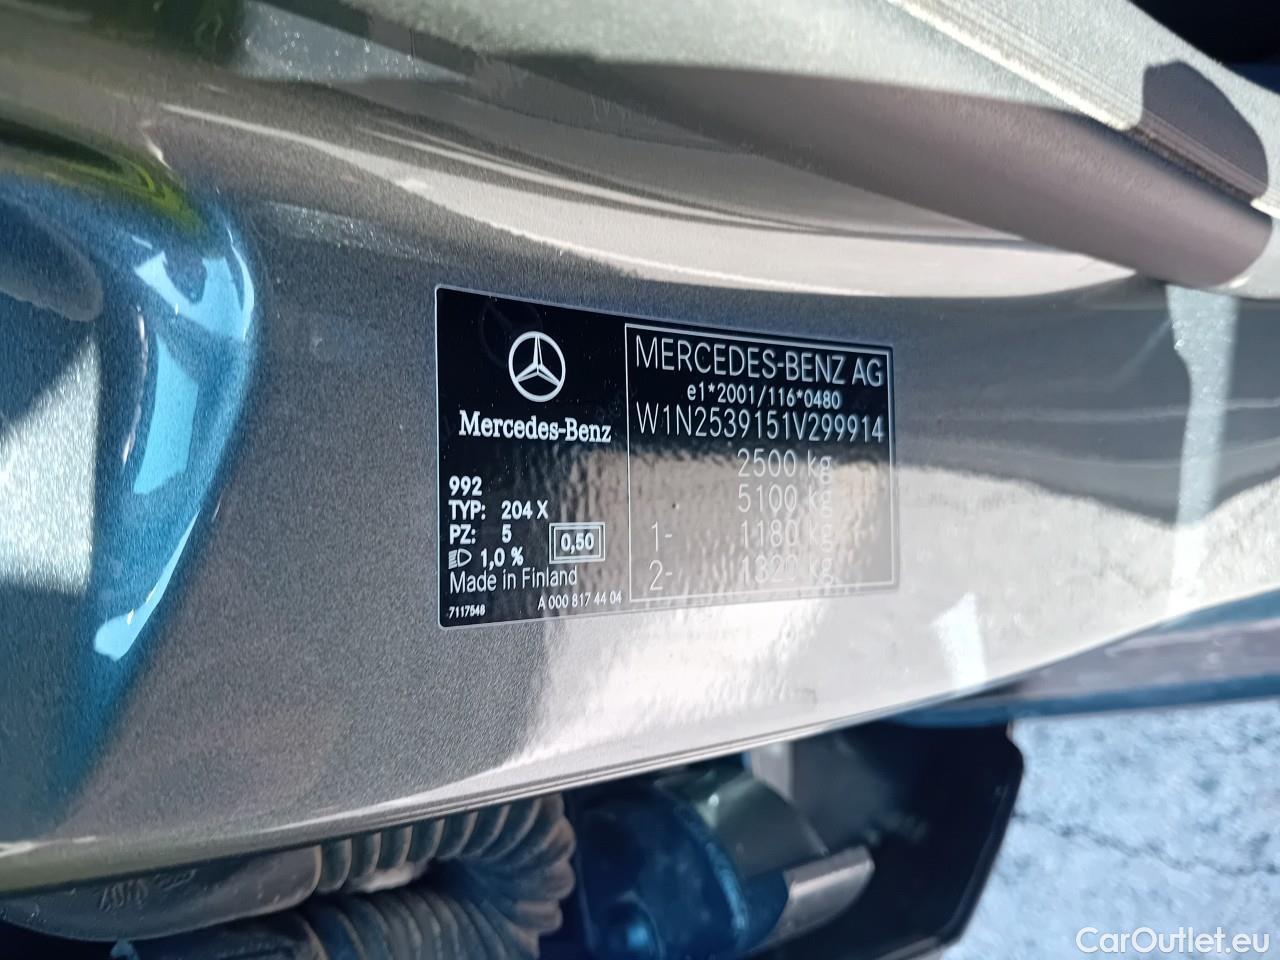 Mercedes-Benz
992
TYP: 204 X
PZ: 5
1,0 %
0,50
Made in Finland
7117548
A 000 817 44 04
MERCEDES-BENZ AG
e1*2001/116*0480
W1N2539151V299914
2500 kg
5100 kg
1- 1180 kg
2- 1320 kg
CarOutlet.eu